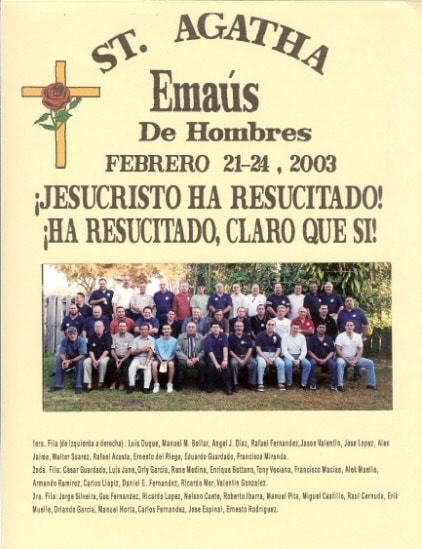 ST. AGATHA
Emaús
De Hombres
FEBRERO 21-24 , 2003
¡JESUCRISTO HA RESUCITADO!
¡HA RESUCITADO, CLARO QUE SI!
1era. Fila (de Izquierda a derecha) : Luis Duque, Manuel M. Bollar, Angel J. Diaz, Rafael Fernandez,Jason Valentin, Jose Lopez, Alex
Jaime, Walter Suarez, Rafael Acosta, Ernesto del Riego, Eduardo Guardado, Francisco Miranda.
2nda. Fila: Cesar Guardado, Luis Jane, Orly Garcia, Rene Medina, Enrique Bottano, Tony Veciana, Francisco Macias, Alek Muelle,
Armando Ramirez, Carlos Llopiz, Daniel E. Fernandez, Ricardo Mor, Valentin Gonzalez.
3ra. Fila: Jorge Silveira, Gus Fernandez, Ricardo Lopez, Nelson Coeto, Roberto Ibarra, Manuel Pita, Miguel Castillo, Raul Cernuda, Erik
Muelle, Orlando Garcia, Manuel Horta, Carlos Fernandez, Jose Espinal, Ernesto Rodriguez.